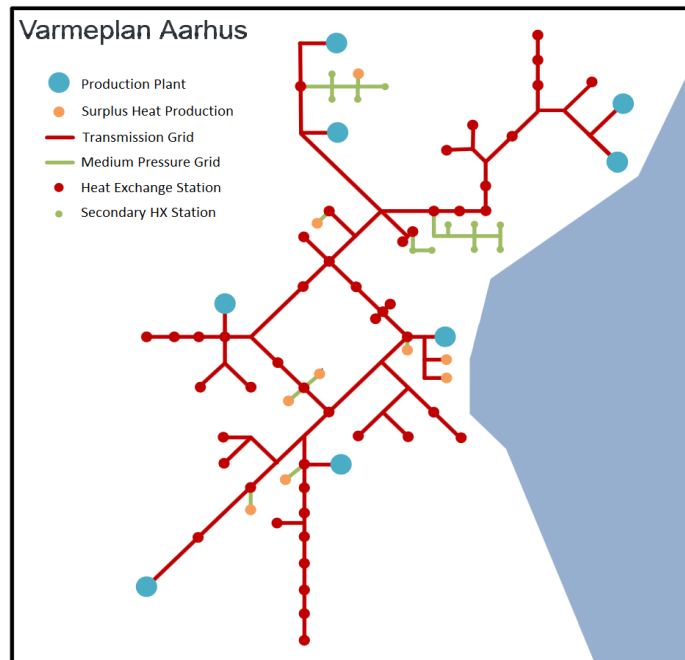 Varmeplan Aarhus
Production Plant
Surplus Heat Production
Transmission Grid
Medium Pressure Grid
Heat Exchange Station
Secondary HX Station